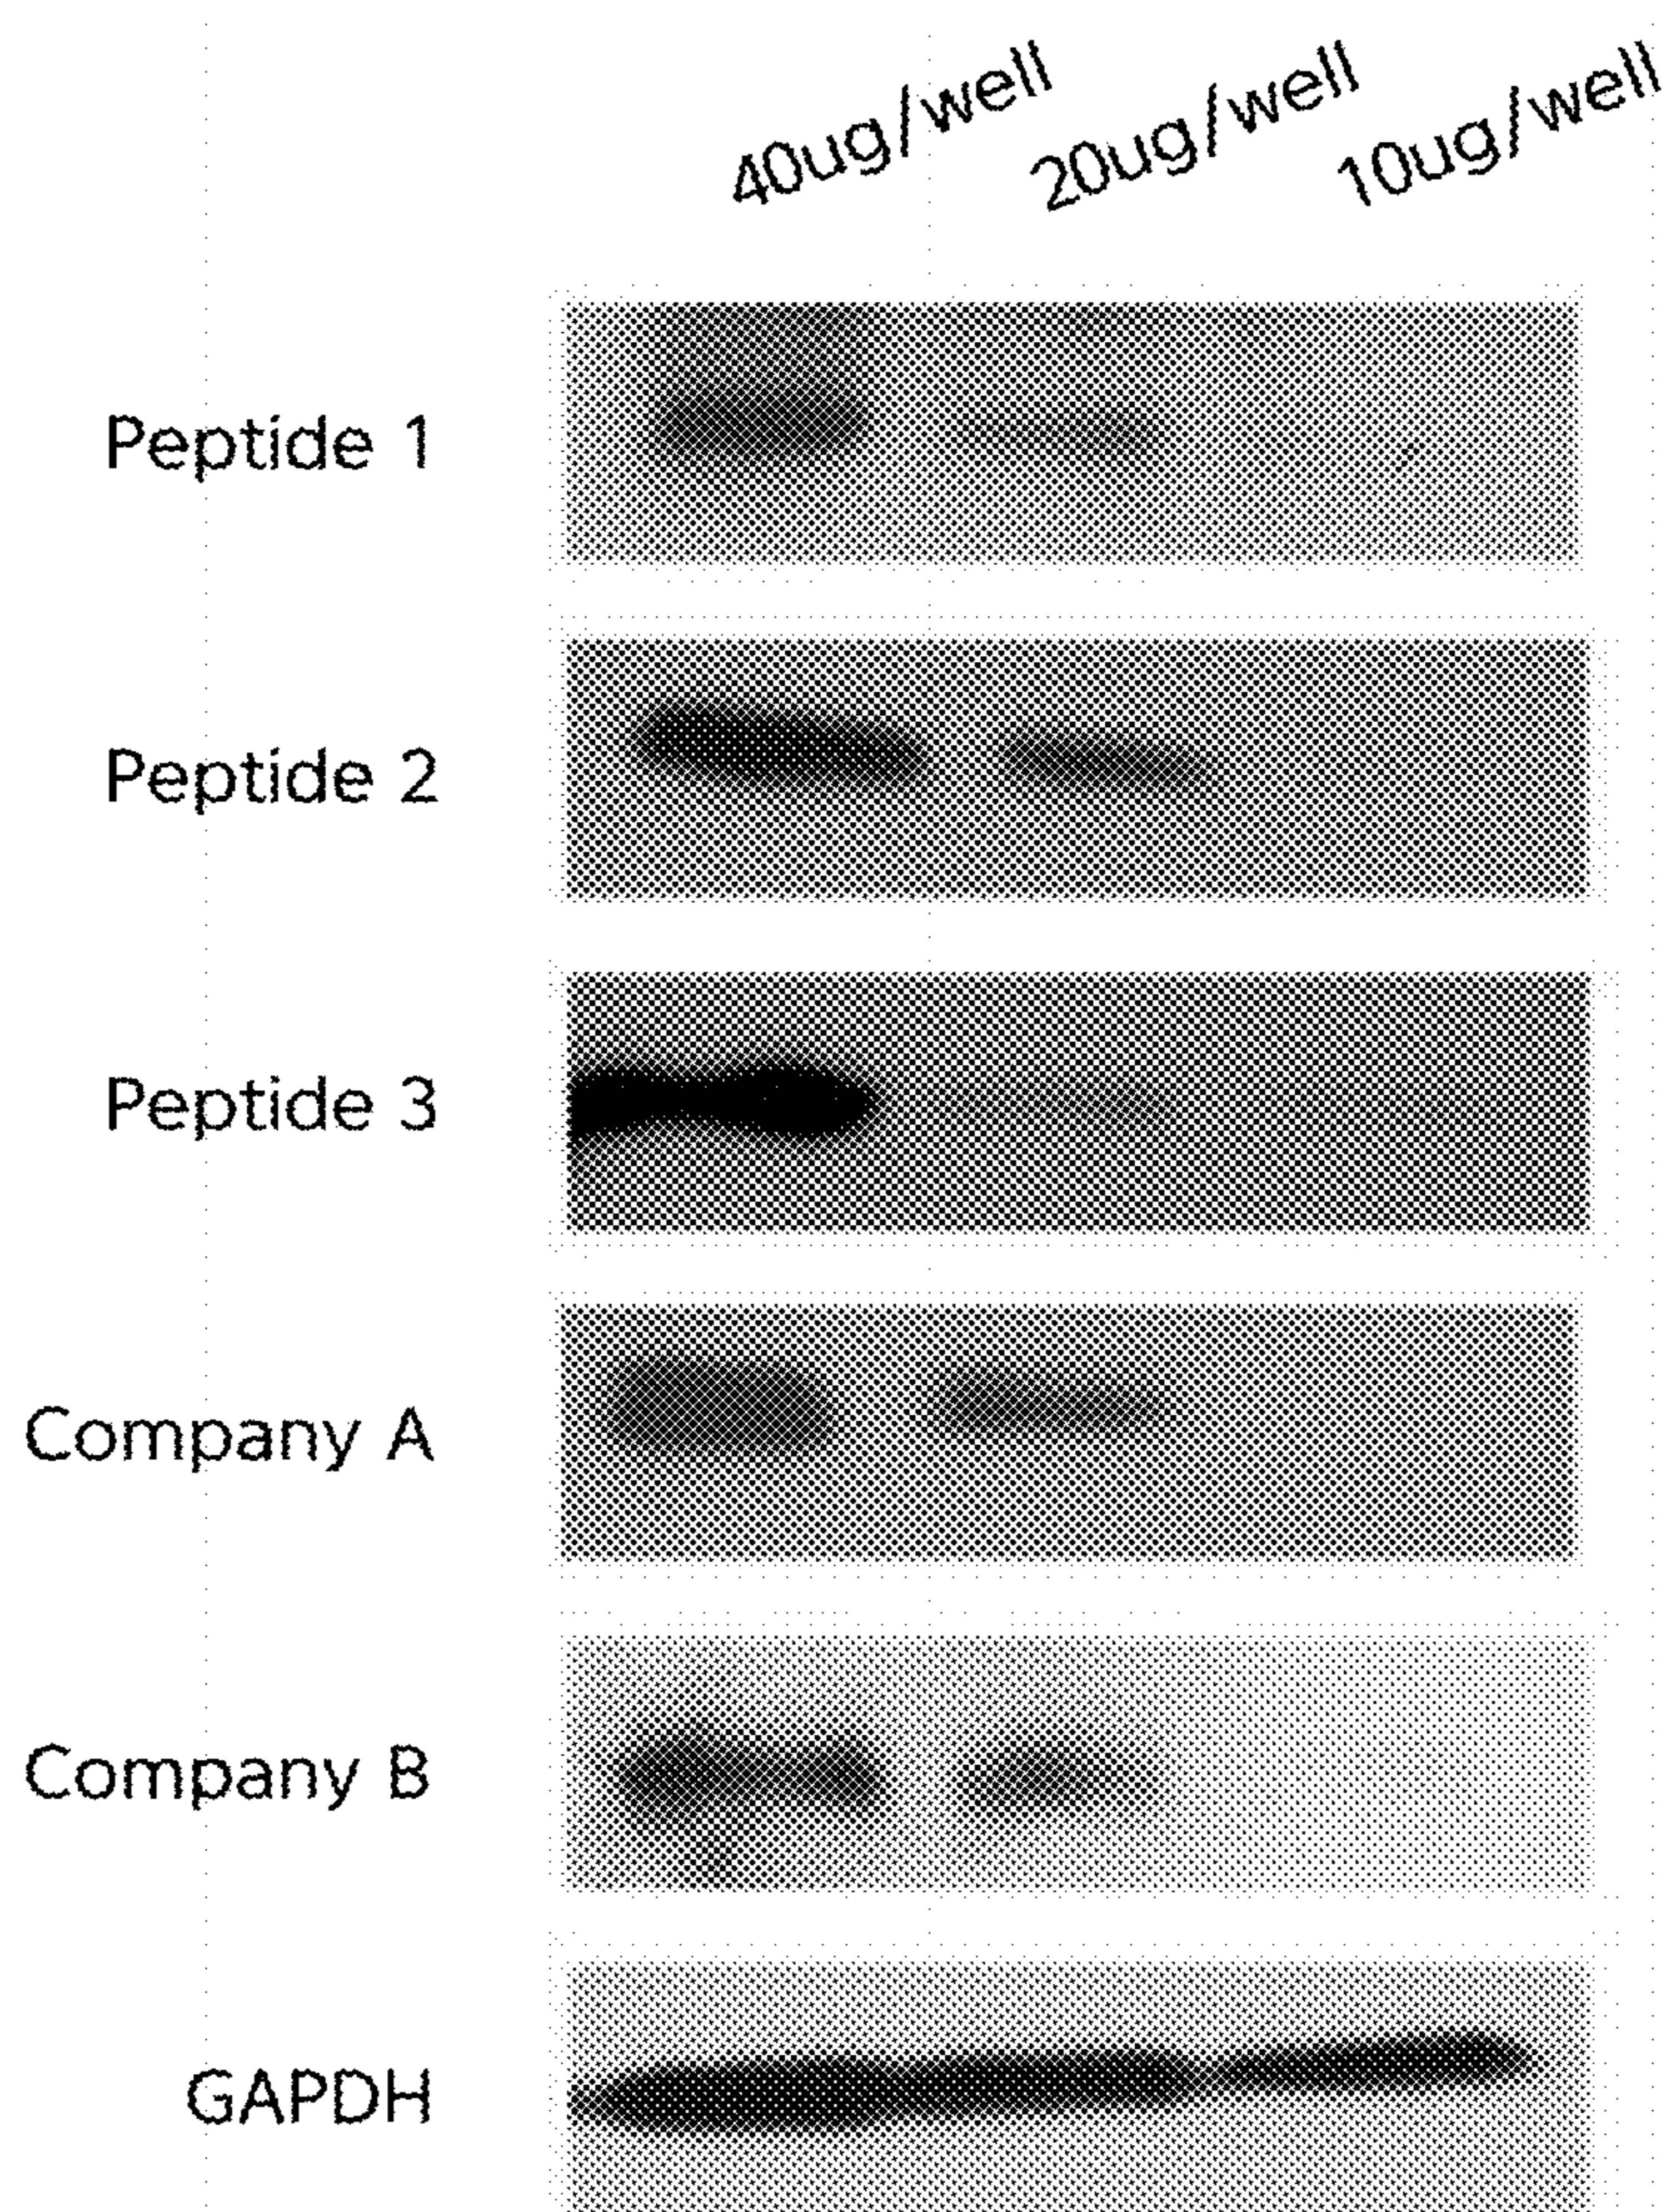 40ug/well 20ug/well 10ug/well
Peptide 1
Peptide 2
Peptide 3
Company A
Company B
GAPDH